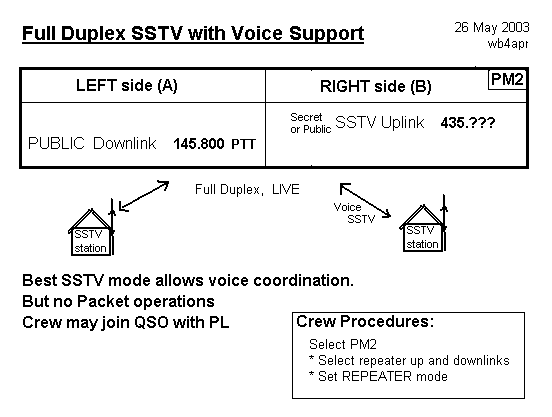 Full Duplex SSTV with Voice Support
26 May 2003
wb4apr
LEFT side (A)
RIGHT side (B)
PM2
PUBLIC Downlink 145.800 PTT
Secret
or Public
SSTV Uplink 435.???
Full Duplex, LIVE
Voice
SSTV
SSTV
station
SSTV
station
Best SSTV mode allows voice coordination.
But no Packet operations
Crew may join QSO with PL
Crew Procedures:
Select PM2
* Select repeater up and downlinks
* Set REPEATER mode